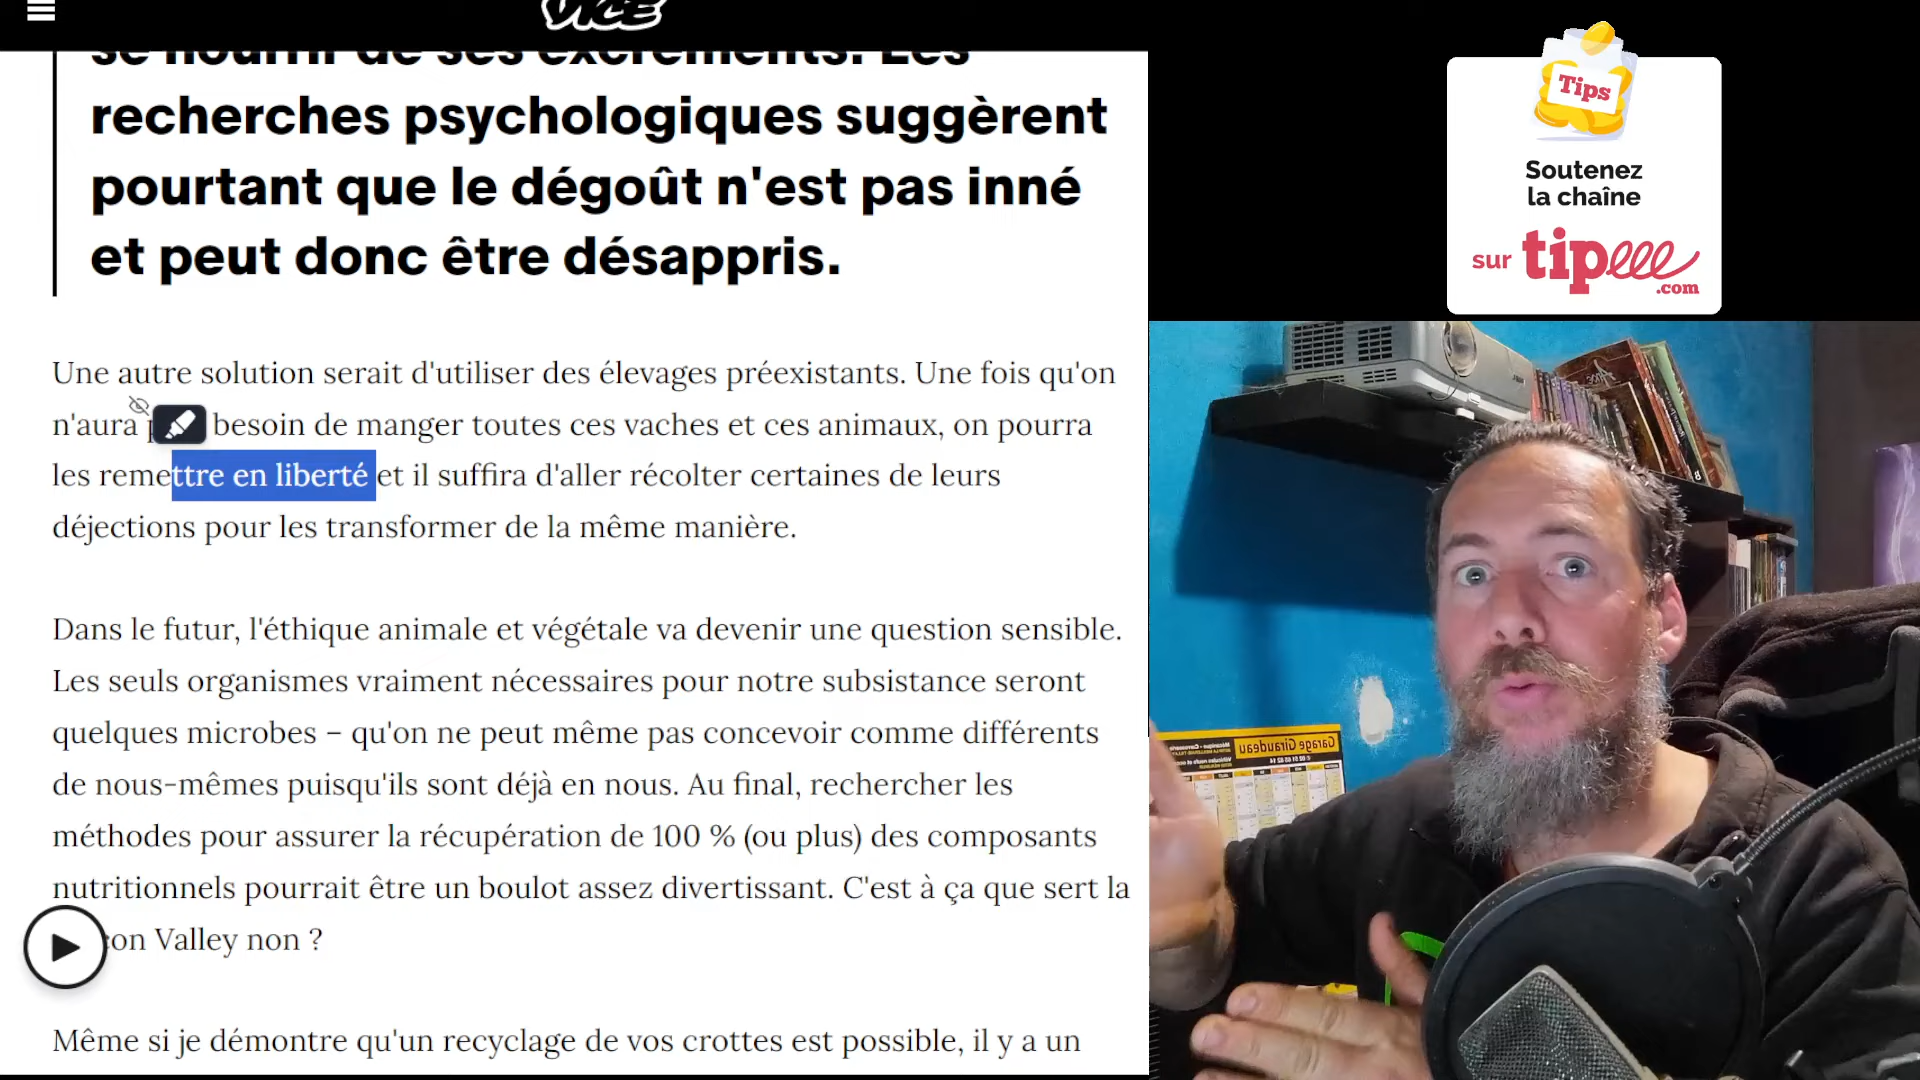 VICE
se nourrir de ses excréments. Les
recherches psychologiques suggèrent
pourtant que le dégoût n'est pas inné
et peut donc être désappris.
Une autre solution serait d'utiliser des élevages préexistants. Une fois qu'on
n'aura besoin de manger toutes ces vaches et ces animaux, on pourra
les remettre en liberté et il suffira d'aller récolter certaines de leurs
déjections pour les transformer de la même manière.
Dans le futur, l'éthique animale et végétale va devenir une question sensible.
Les seuls organismes vraiment nécessaires pour notre subsistance seront
quelques microbes – qu'on ne peut même pas concevoir comme différents
de nous-mêmes puisqu'ils sont déjà en nous. Au final, rechercher les
méthodes pour assurer la récupération de 100 % (ou plus) des composants
nutritionnels pourrait être un boulot assez divertissant. C'est à ça que sert la
con Valley non ?
Même si je démontre qu'un recyclage de vos crottes est possible, il y a un
Tips
Soutenez
la chaîne
sur tipeee
.com
Garage Giraudeau